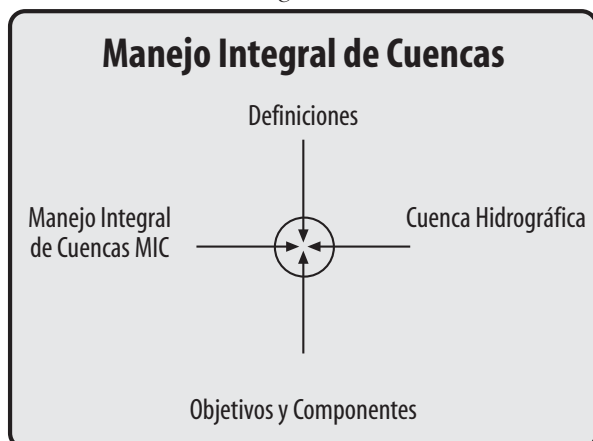 Manejo Integral de Cuencas
Definiciones
Manejo Integral
de Cuencas MIC
Cuenca Hidrográfica
Objetivos y Componentes